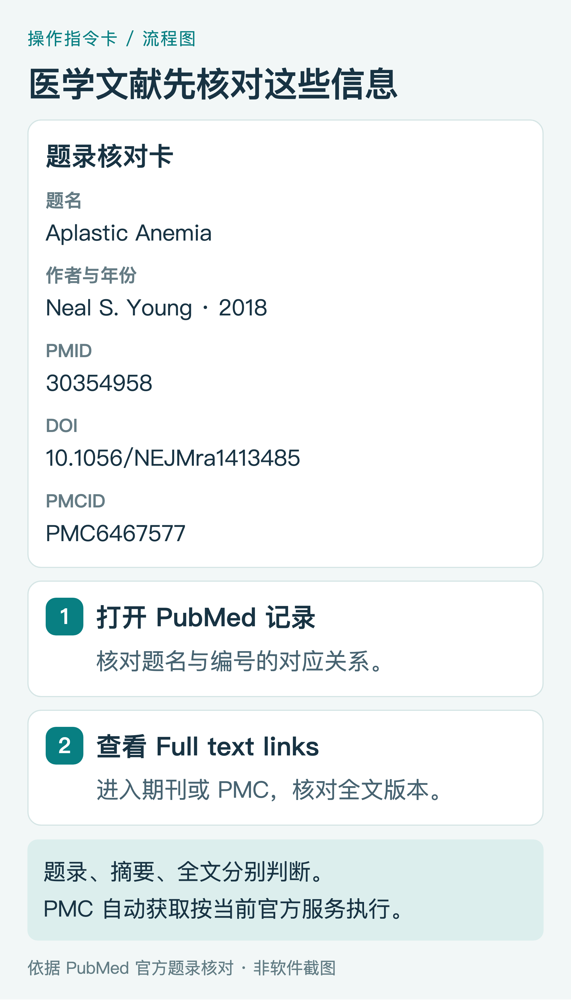 操作指令卡 / 流程图
医学文献先核对这些信息
题录核对卡
题名
Aplastic Anemia
作者与年份
Neal S. Young · 2018
PMID
30354958
DOI
10.1056/NEJMra1413485
PMCID
PMC6467577
1 打开 PubMed 记录
核对题名与编号的对应关系。
2 查看 Full text links
进入期刊或 PMC，核对全文版本。
题录、摘要、全文分别判断。
PMC 自动获取按当前官方服务执行。
依据 PubMed 官方题录核对 · 非软件截图